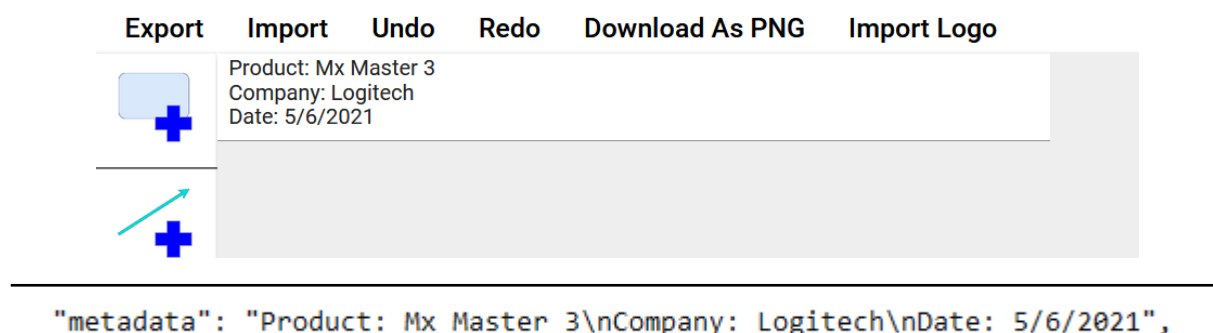 Export Import Undo Redo Download As PNG Import Logo
Product: Mx Master 3
Company: Logitech
Date: 5/6/2021
"metadata": "Product: Mx Master 3\nCompany: Logitech\nDate: 5/6/2021",